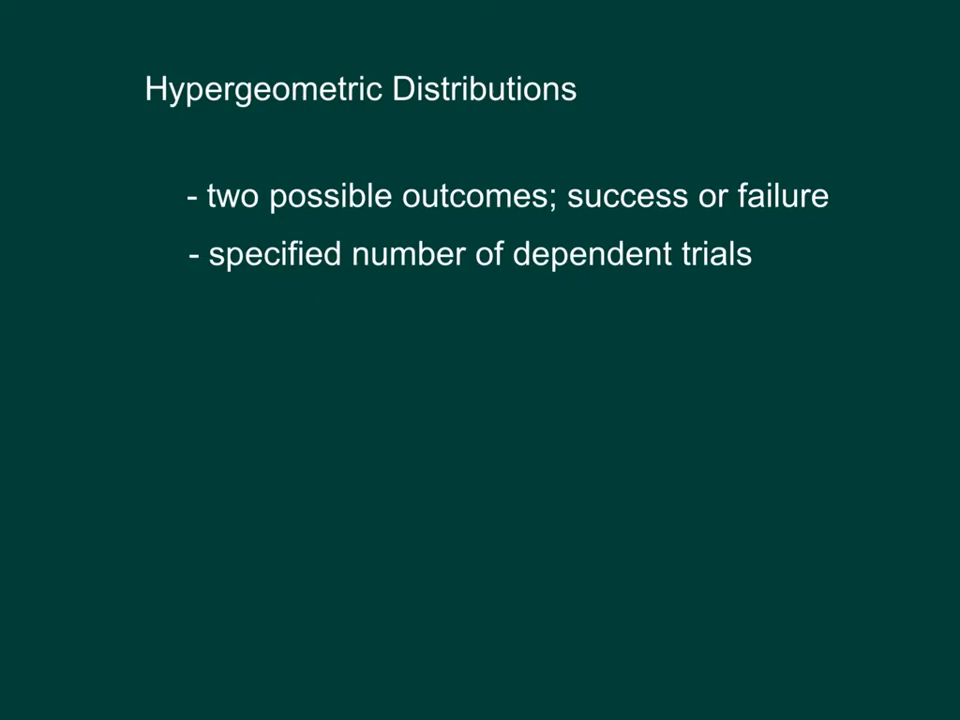 Hypergeometric Distributions
- two possible outcomes; success or failure
- specified number of dependent trials